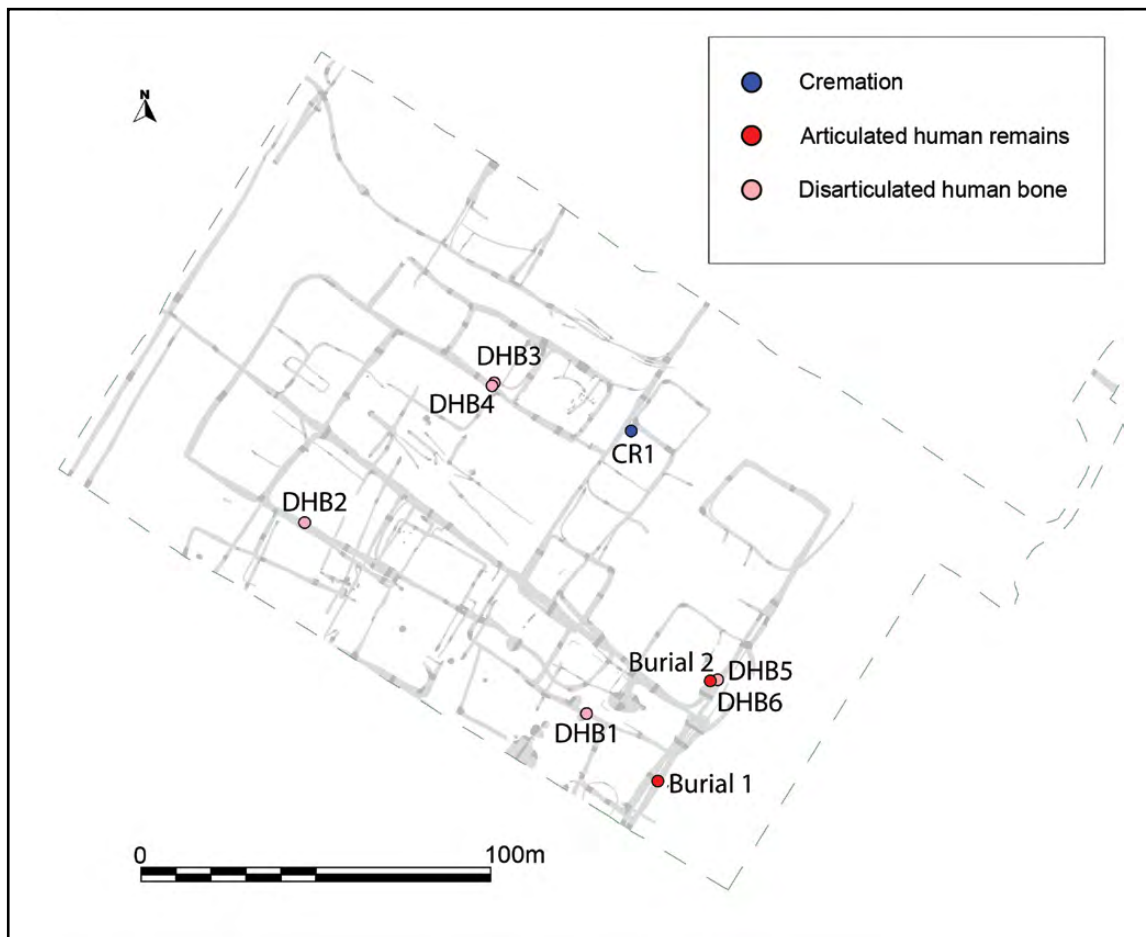 N
Cremation
Articulated human remains
Disarticulated human bone
DHB3
DHB4
CR1
DHB2
Burial 2
DHB5
DHB6
DHB1
Burial 1
0
100m